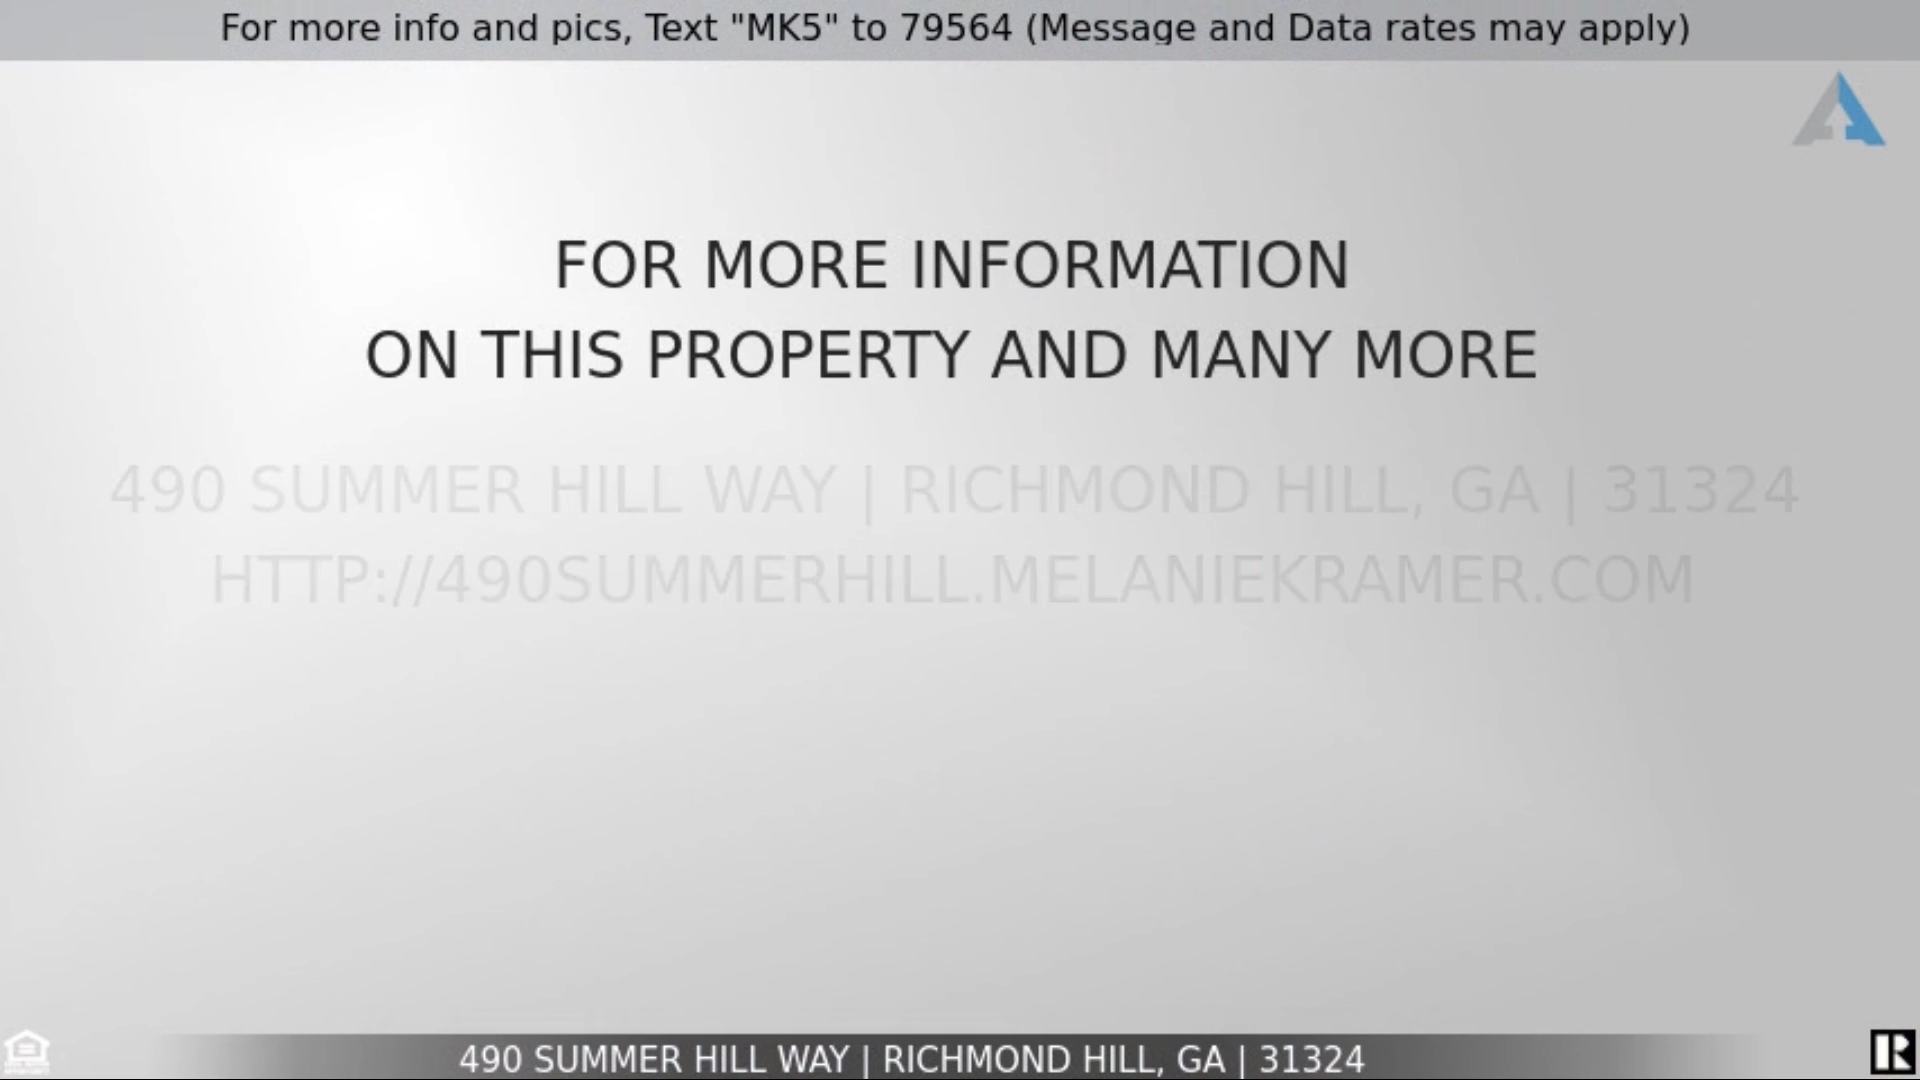 For more info and pics, Text "MK5" to 79564 (Message and Data rates may apply)
FOR MORE INFORMATION
ON THIS PROPERTY AND MANY MORE
490 SUMMER HILL WAY | RICHMOND HILL, GA | 31324
HTTP://490SUMMERHILL.MELANIEKRAMER.COM
490 SUMMER HILL WAY | RICHMOND HILL, GA | 31324